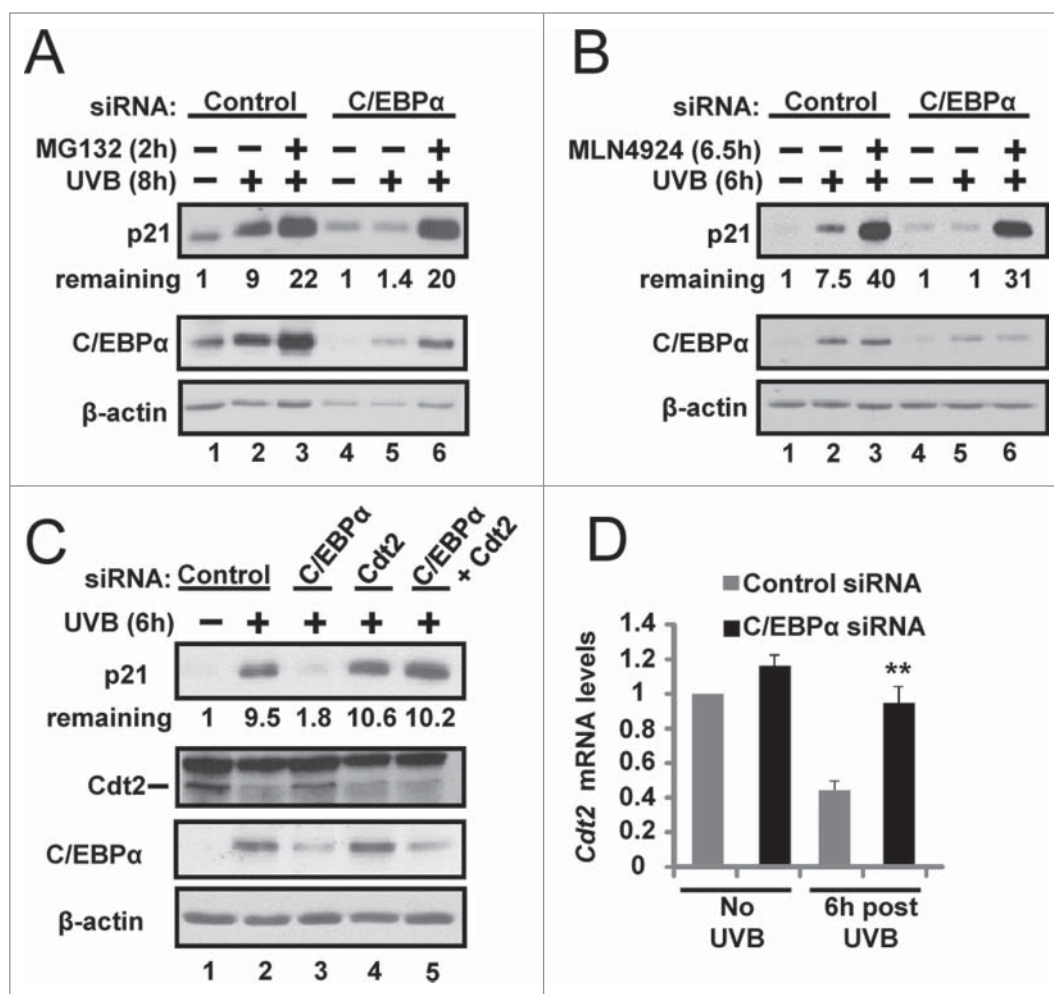 A
siRNA: Control C/EBPα
MG132 (2h) − − + − − +
UVB (8h) − + + − + +
p21
remaining 1 9 22 1 1.4 20
C/EBPα
β-actin
1 2 3 4 5 6
B
siRNA: Control C/EBPα
MLN4924 (6.5h) − − + − − +
UVB (6h) − + + − + +
p21
remaining 1 7.5 40 1 1 31
C/EBPα
β-actin
1 2 3 4 5 6
C
siRNA: Control C/EBPα Cdt2 C/EBPα + Cdt2
UVB (6h) − + + + +
p21
remaining 1 9.5 1.8 10.6 10.2
Cdt2
C/EBPα
β-actin
1 2 3 4 5
D
Control siRNA
C/EBPα siRNA
Cdt2 mRNA levels
1.4
1.2
1
0.8
0.6
0.4
0.2
0
**
No UVB
6h post UVB